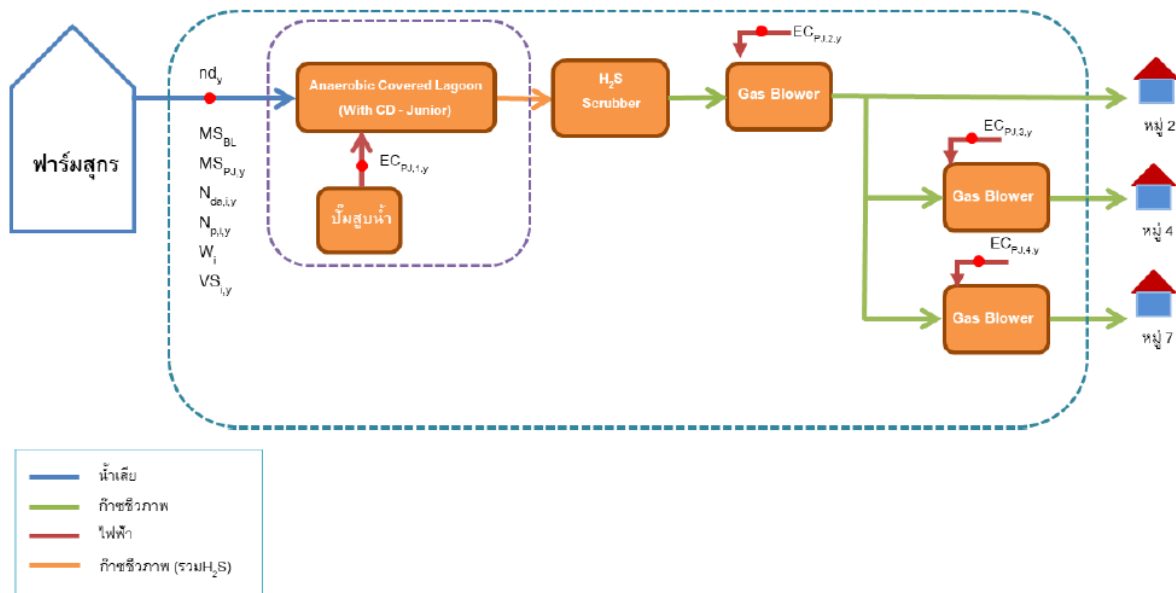 ฟาร์มสุกร
nd_y
MS_BL
MS_PJ,y
N_da,i,y
N_p,i,y
W_i
VS_i,y
Anaerobic Covered Lagoon
(With CD - Junior)
EC_PJ,1,y
ปั๊มสูบน้ำ
H₂S
Scrubber
EC_PJ,2,y
Gas Blower
EC_PJ,3,y
Gas Blower
EC_PJ,4,y
Gas Blower
หมู่ 2
หมู่ 4
หมู่ 7
น้ำเสีย
ก๊าซชีวภาพ
ไฟฟ้า
ก๊าซชีวภาพ (รวมH₂S)